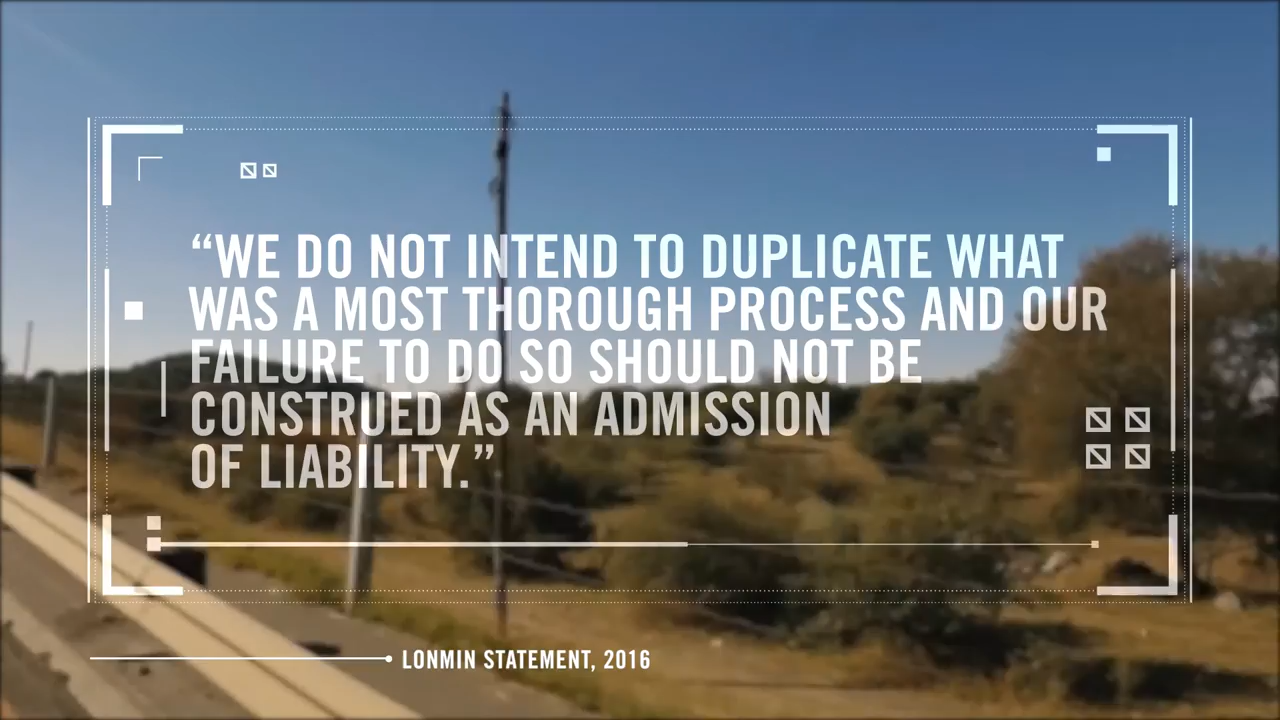 “WE DO NOT INTEND TO DUPLICATE WHAT
WAS A MOST THOROUGH PROCESS AND OUR
FAILURE TO DO SO SHOULD NOT BE
CONSTRUED AS AN ADMISSION
OF LIABILITY.”
LONMIN STATEMENT, 2016